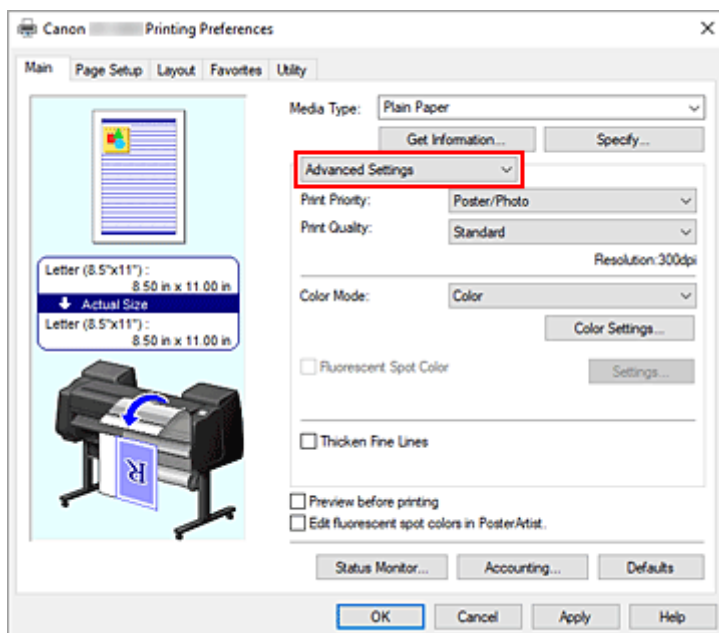 Canon Printing Preferences
Main Page Setup Layout Favorites Utility
Media Type: Plain Paper
Get Information... Specify...
Advanced Settings
Print Priority: Poster/Photo
Print Quality: Standard
Resolution:300dpi
Letter (8.5"x11") :
8.50 in x 11.00 in
Actual Size
Letter (8.5"x11") :
8.50 in x 11.00 in
Color Mode: Color
Color Settings...
Fluorescent Spot Color Settings...
Thicken Fine Lines
R
Preview before printing
Edit fluorescent spot colors in PosterArtist.
Status Monitor... Accounting... Defaults
OK Cancel Apply Help